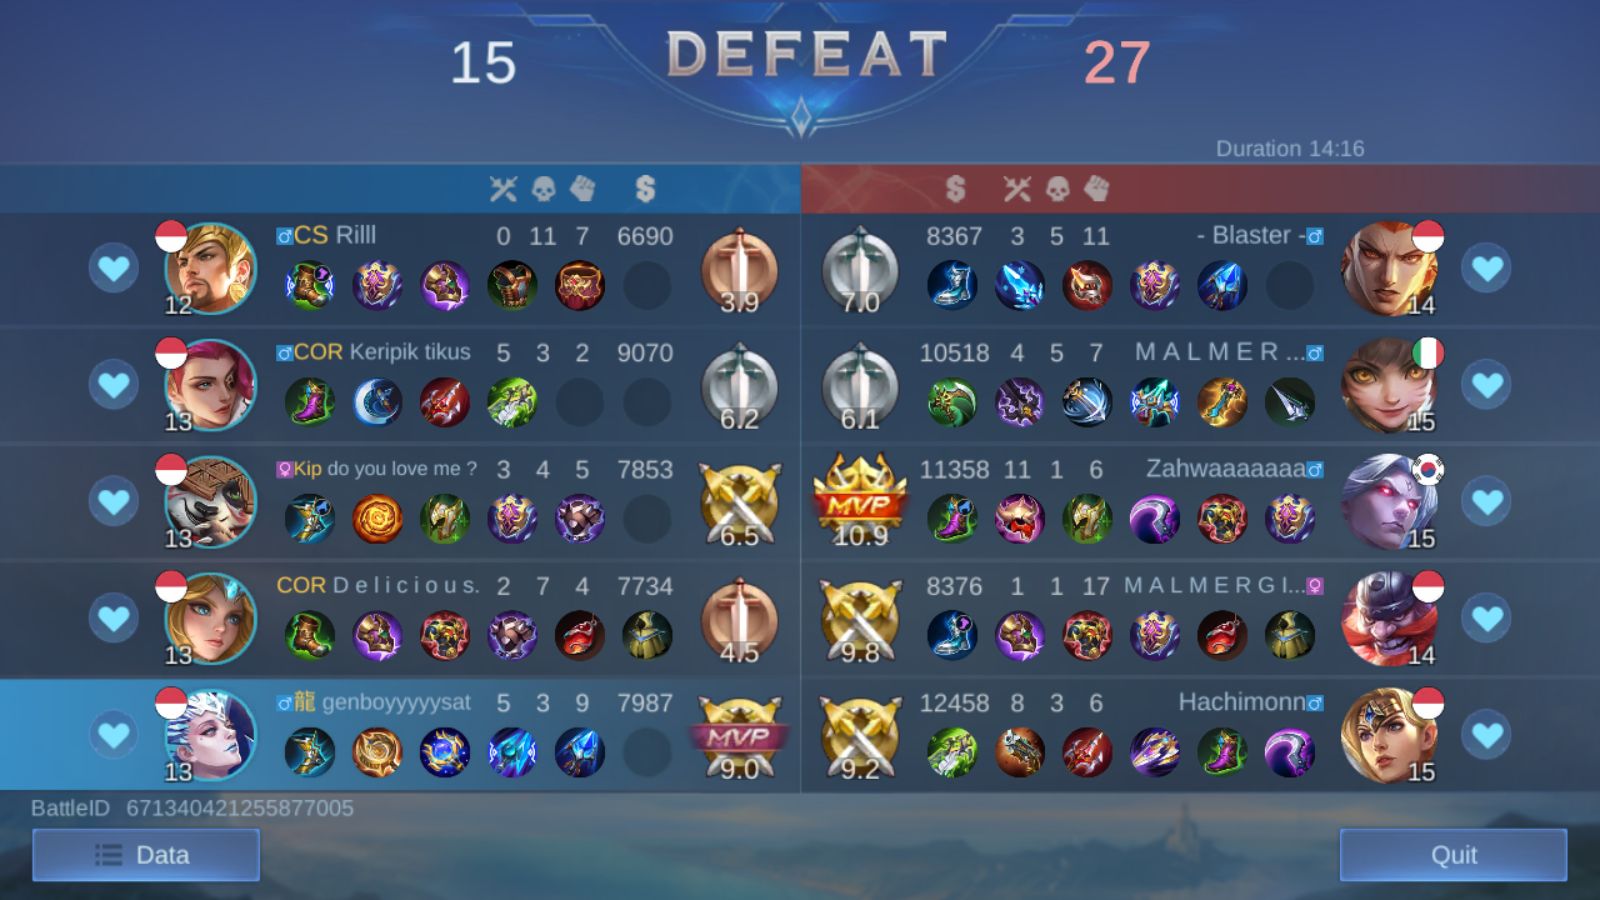 15 DEFEAT 27
Duration 14:16
CS Rilll 0 11 7 6690
12 3.9
7.0 8367 3 5 11 - Blaster -
14
COR Keripik tikus 5 3 2 9070
13 6.2
6.1 10518 4 5 7 M A L M E R ...
15
Kip do you love me ? 3 4 5 7853
13 6.5
MVP 10.9 11358 11 1 6 Zahwaaaaaaa
15
COR D e l i c i o u s. 2 7 4 7734
13 4.5
9.8 8376 1 1 17 M A L M E R G I...
14
龍 genboyyyyysat 5 3 9 7987
13 MVP 9.0
9.2 12458 8 3 6 Hachimonn
15
BattleID 671340421255877005
Data
Quit